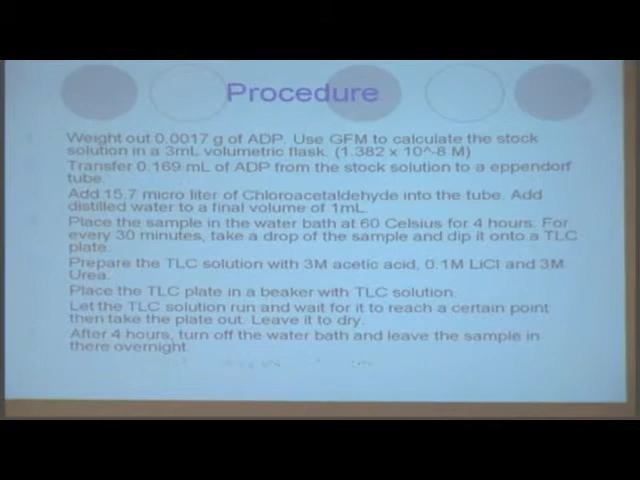 Procedure
Weight out 0.0017 g of ADP. Use GFM to calculate the stock
solution in a 3mL volumetric flask. (1.382 x 10^-8 M)
Transfer 0.169 mL of ADP from the stock solution to a eppendorf
tube.
Add 15.7 micro liter of Chloroacetaldehyde into the tube. Add
distilled water to a final volume of 1mL.
Place the sample in the water bath at 60 Celsius for 4 hours. For
every 30 minutes, take a drop of the sample and dip it onto a TLC
plate.
Prepare the TLC solution with 3M acetic acid, 0.1M LiCl and 3M
Urea.
Place the TLC plate in a beaker with TLC solution.
Let the TLC solution run and wait for it to reach a certain point
then take the plate out. Leave it to dry.
After 4 hours, turn off the water bath and leave the sample in
there overnight.